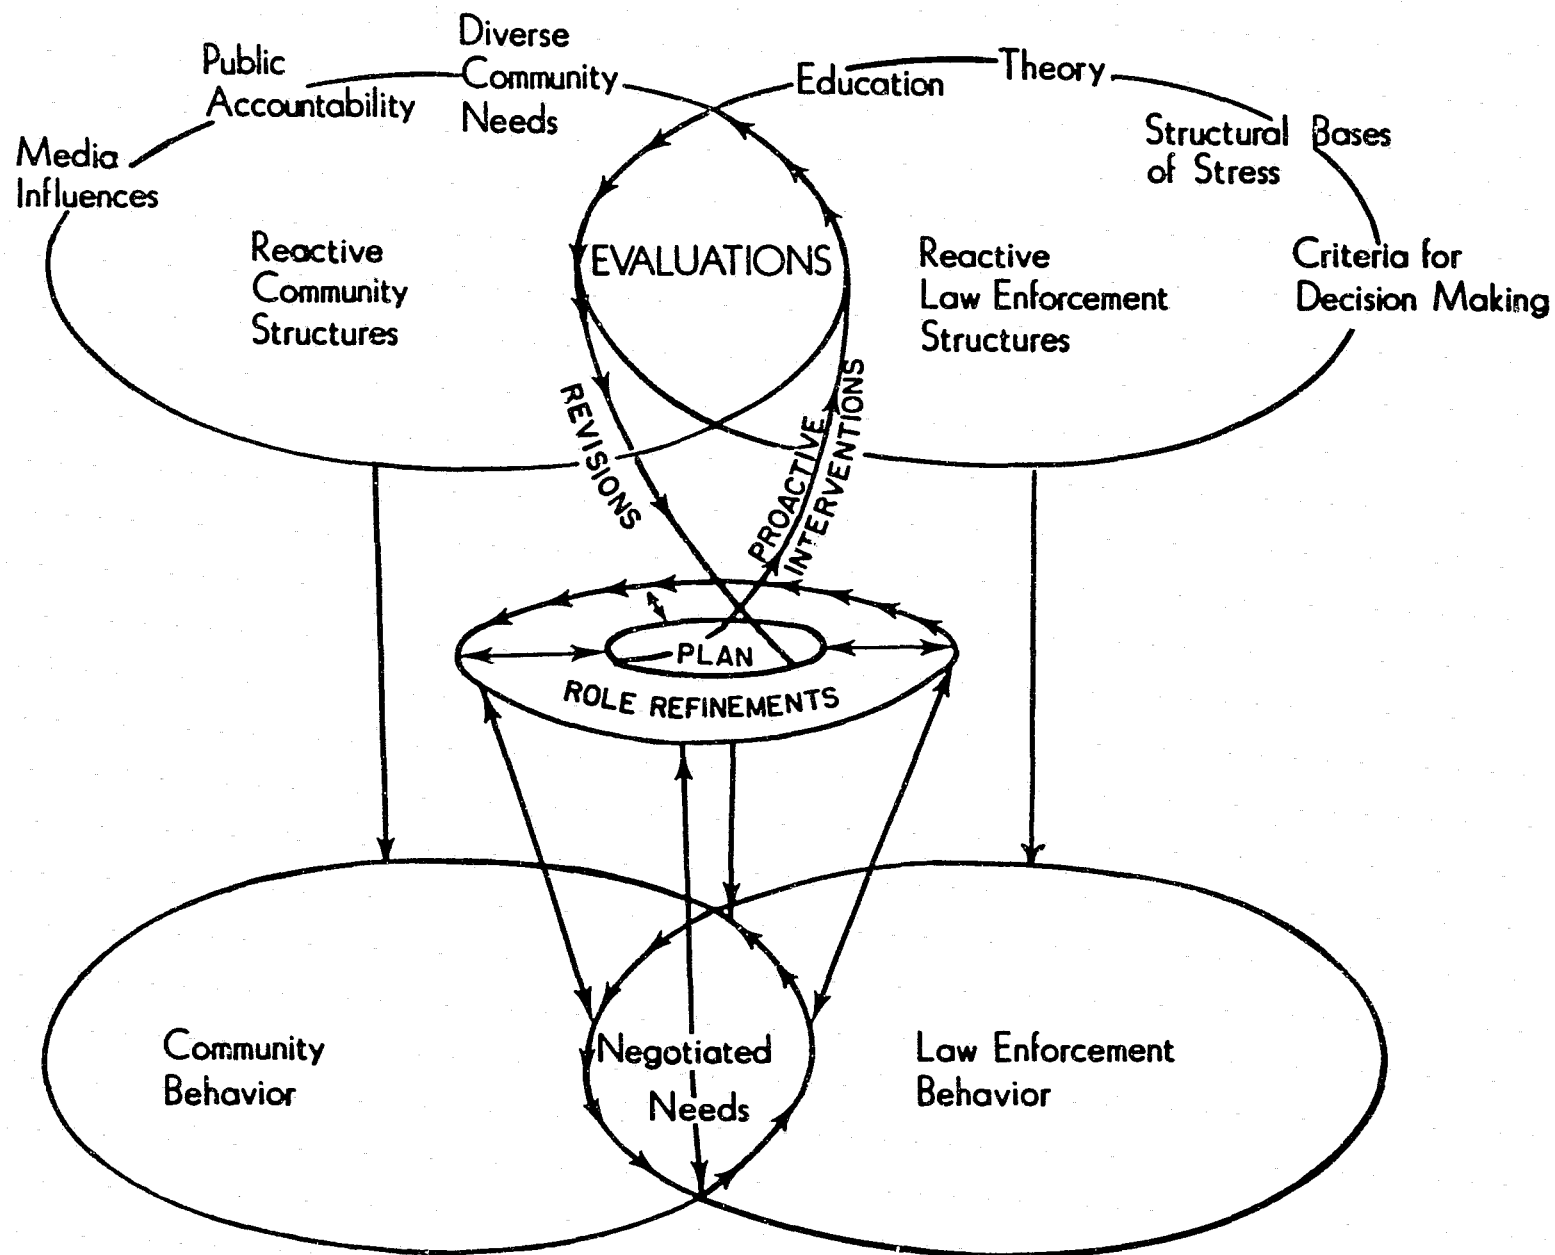 Diverse
Community
Needs
Public
Accountability
Media
Influences
Education
Theory
Structural Bases
of Stress
Criteria for
Decision Making
Reactive
Community
Structures
EVALUATIONS
Reactive
Law Enforcement
Structures
REVISIONS
PROACTIVE
INTERVENTIONS
PLAN
ROLE REFINEMENTS
Community
Behavior
Negotiated
Needs
Law Enforcement
Behavior